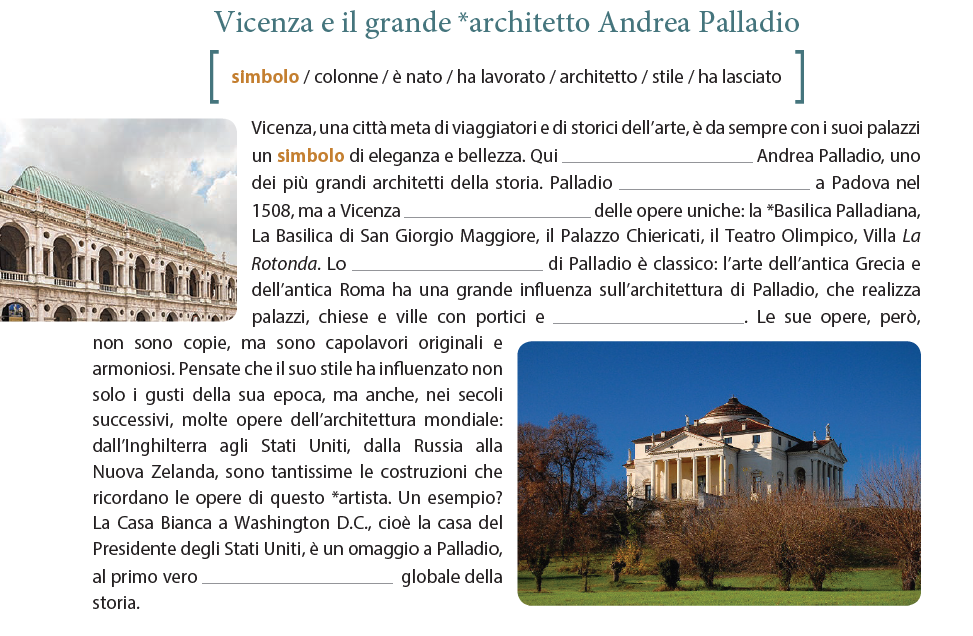 Vicenza e il grande *architetto Andrea Palladio
simbolo / colonne / è nato / ha lavorato / architetto / stile / ha lasciato
Vicenza, una città meta di viaggiatori e di storici dell'arte, è da sempre con i suoi palazzi
un simbolo di eleganza e bellezza. Qui ____________________ Andrea Palladio, uno
dei più grandi architetti della storia. Palladio ____________________ a Padova nel
1508, ma a Vicenza ____________________ delle opere uniche: la *Basilica Palladiana,
La Basilica di San Giorgio Maggiore, il Palazzo Chiericati, il Teatro Olimpico, Villa La
Rotonda. Lo ____________________ di Palladio è classico: l'arte dell'antica Grecia e
dell'antica Roma ha una grande influenza sull'architettura di Palladio, che realizza
palazzi, chiese e ville con portici e ____________________. Le sue opere, però,
non sono copie, ma sono capolavori originali e
armoniosi. Pensate che il suo stile ha influenzato non
solo i gusti della sua epoca, ma anche, nei secoli
successivi, molte opere dell'architettura mondiale:
dall'Inghilterra agli Stati Uniti, dalla Russia alla
Nuova Zelanda, sono tantissime le costruzioni che
ricordano le opere di questo *artista. Un esempio?
La Casa Bianca a Washington D.C., cioè la casa del
Presidente degli Stati Uniti, è un omaggio a Palladio,
al primo vero ____________________ globale della
storia.